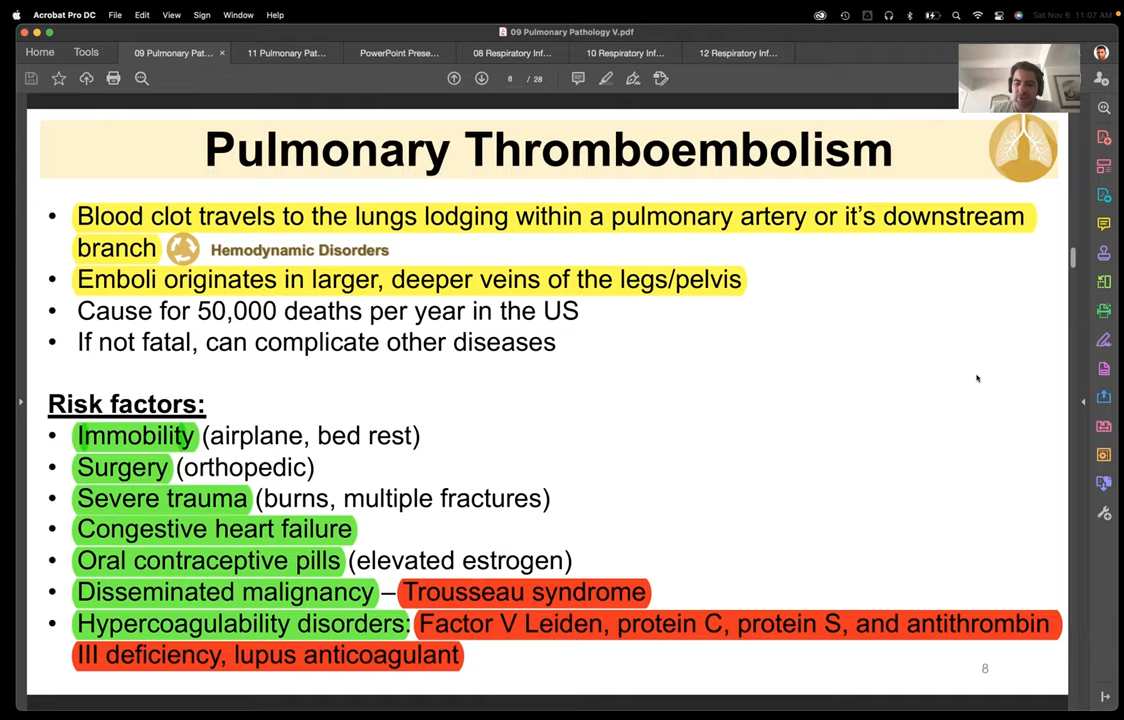 Acrobat Pro DC File Edit View Sign Window Help Sat Nov 6 11:07 AM
09 Pulmonary Pathology V.pdf
Home Tools 09 Pulmonary Pat... × 11 Pulmonary Pat... PowerPoint Prese... 08 Respiratory Inf... 10 Respiratory Inf... 12 Respiratory Inf...
8 / 28
Pulmonary Thromboembolism
• Blood clot travels to the lungs lodging within a pulmonary artery or it's downstream
branch Hemodynamic Disorders
• Emboli originates in larger, deeper veins of the legs/pelvis
• Cause for 50,000 deaths per year in the US
• If not fatal, can complicate other diseases
Risk factors:
• Immobility (airplane, bed rest)
• Surgery (orthopedic)
• Severe trauma (burns, multiple fractures)
• Congestive heart failure
• Oral contraceptive pills (elevated estrogen)
• Disseminated malignancy – Trousseau syndrome
• Hypercoagulability disorders: Factor V Leiden, protein C, protein S, and antithrombin
III deficiency, lupus anticoagulant
8